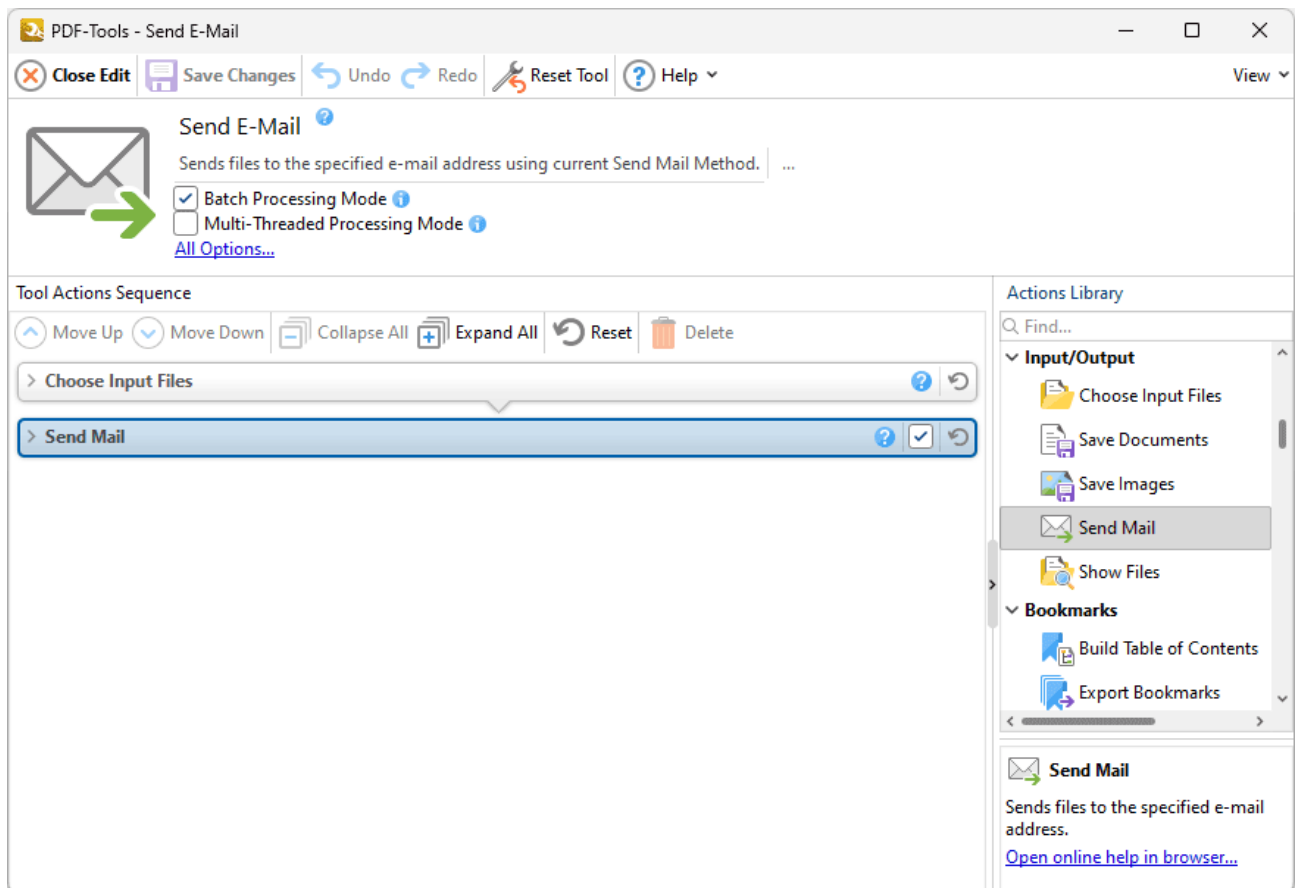 PDF-Tools - Send E-Mail
Close Edit Save Changes Undo Redo Reset Tool Help View
Send E-Mail
Sends files to the specified e-mail address using current Send Mail Method. ...
Batch Processing Mode
Multi-Threaded Processing Mode
All Options...
Tool Actions Sequence
Move Up Move Down Collapse All Expand All Reset Delete
Choose Input Files
Send Mail
Actions Library
Find...
Input/Output
Choose Input Files
Save Documents
Save Images
Send Mail
Show Files
Bookmarks
Build Table of Contents
Export Bookmarks
Send Mail
Sends files to the specified e-mail
address.
Open online help in browser...